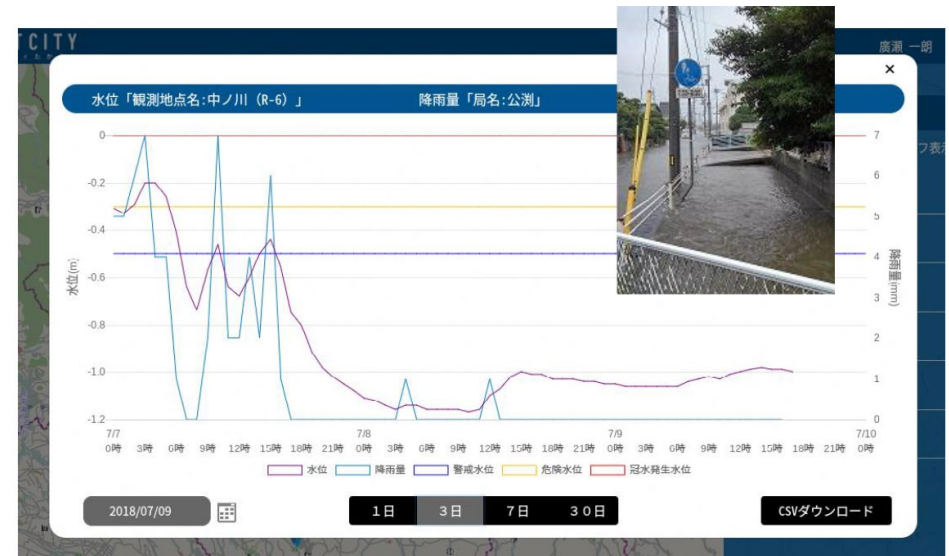 TCITY
廣瀬 一朗
×
水位「観測地点名:中ノ川（R-6）」 降雨量「局名:公渕」
フ表示
水位(m)
0
-0.2
-0.4
-0.6
-0.8
-1.0
-1.2
7
6
5
4
3
2
1
0
降雨量(mm)
7/7 7/8 7/9 7/10
0時 3時 6時 9時 12時 15時 18時 21時 0時 3時 6時 9時 12時 15時 18時 21時 0時 3時 6時 9時 12時 15時 18時 21時 0時
水位 降雨量 警戒水位 危険水位 冠水発生水位
2018/07/09
1日 3日 7日 30日
CSVダウンロード